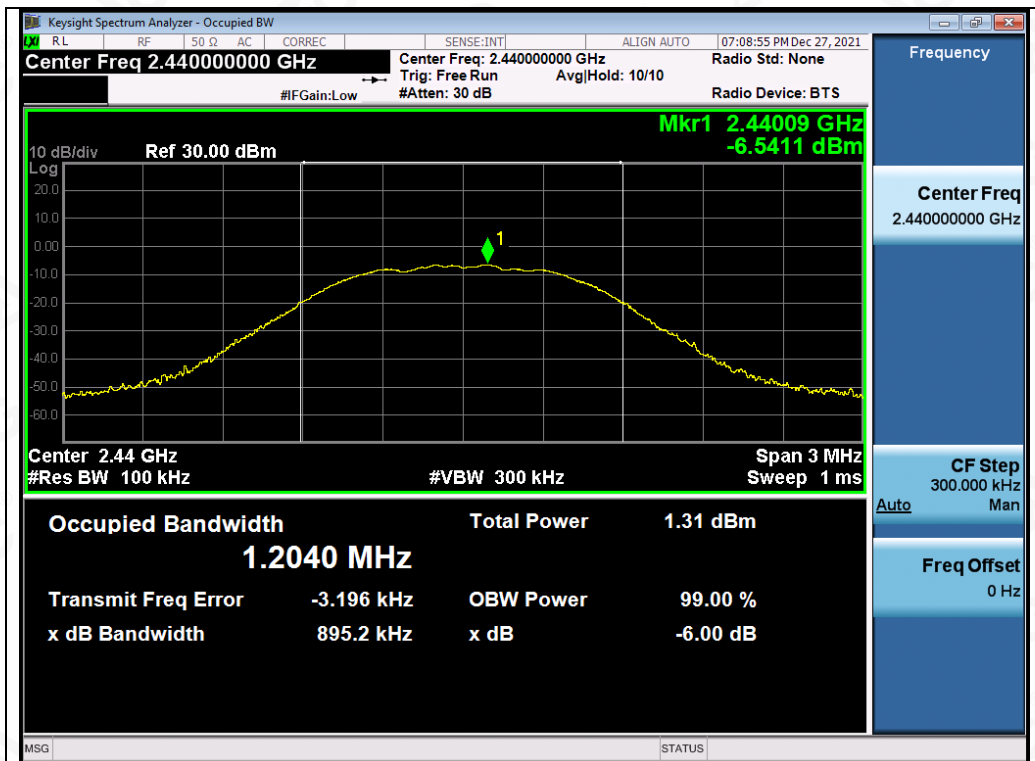 Keysight Spectrum Analyzer - Occupied BW
LXI RL RF 50 Ω AC CORREC SENSE:INT ALIGN AUTO 07:08:55 PM Dec 27, 2021
Center Freq 2.440000000 GHz Center Freq: 2.440000000 GHz Radio Std: None
Trig: Free Run Avg|Hold: 10/10
#IFGain:Low #Atten: 30 dB Radio Device: BTS
Frequency
Mkr1 2.44009 GHz
-6.5411 dBm
10 dB/div Ref 30.00 dBm
Log
20.0
10.0
0.00
-10.0
-20.0
-30.0
-40.0
-50.0
-60.0
1
Center 2.44 GHz Span 3 MHz
#Res BW 100 kHz #VBW 300 kHz Sweep 1 ms
Occupied Bandwidth Total Power 1.31 dBm
1.2040 MHz
Transmit Freq Error -3.196 kHz OBW Power 99.00 %
x dB Bandwidth 895.2 kHz x dB -6.00 dB
Center Freq
2.440000000 GHz
CF Step
300.000 kHz
Auto Man
Freq Offset
0 Hz
MSG STATUS